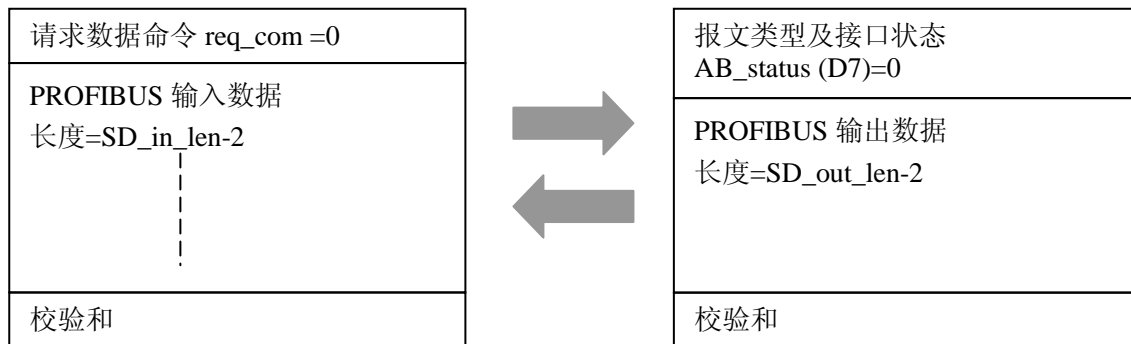 请求数据命令 req_com =0
PROFIBUS 输入数据
长度=SD_in_len-2
校验和
报文类型及接口状态
AB_status (D7)=0
PROFIBUS 输出数据
长度=SD_out_len-2
校验和